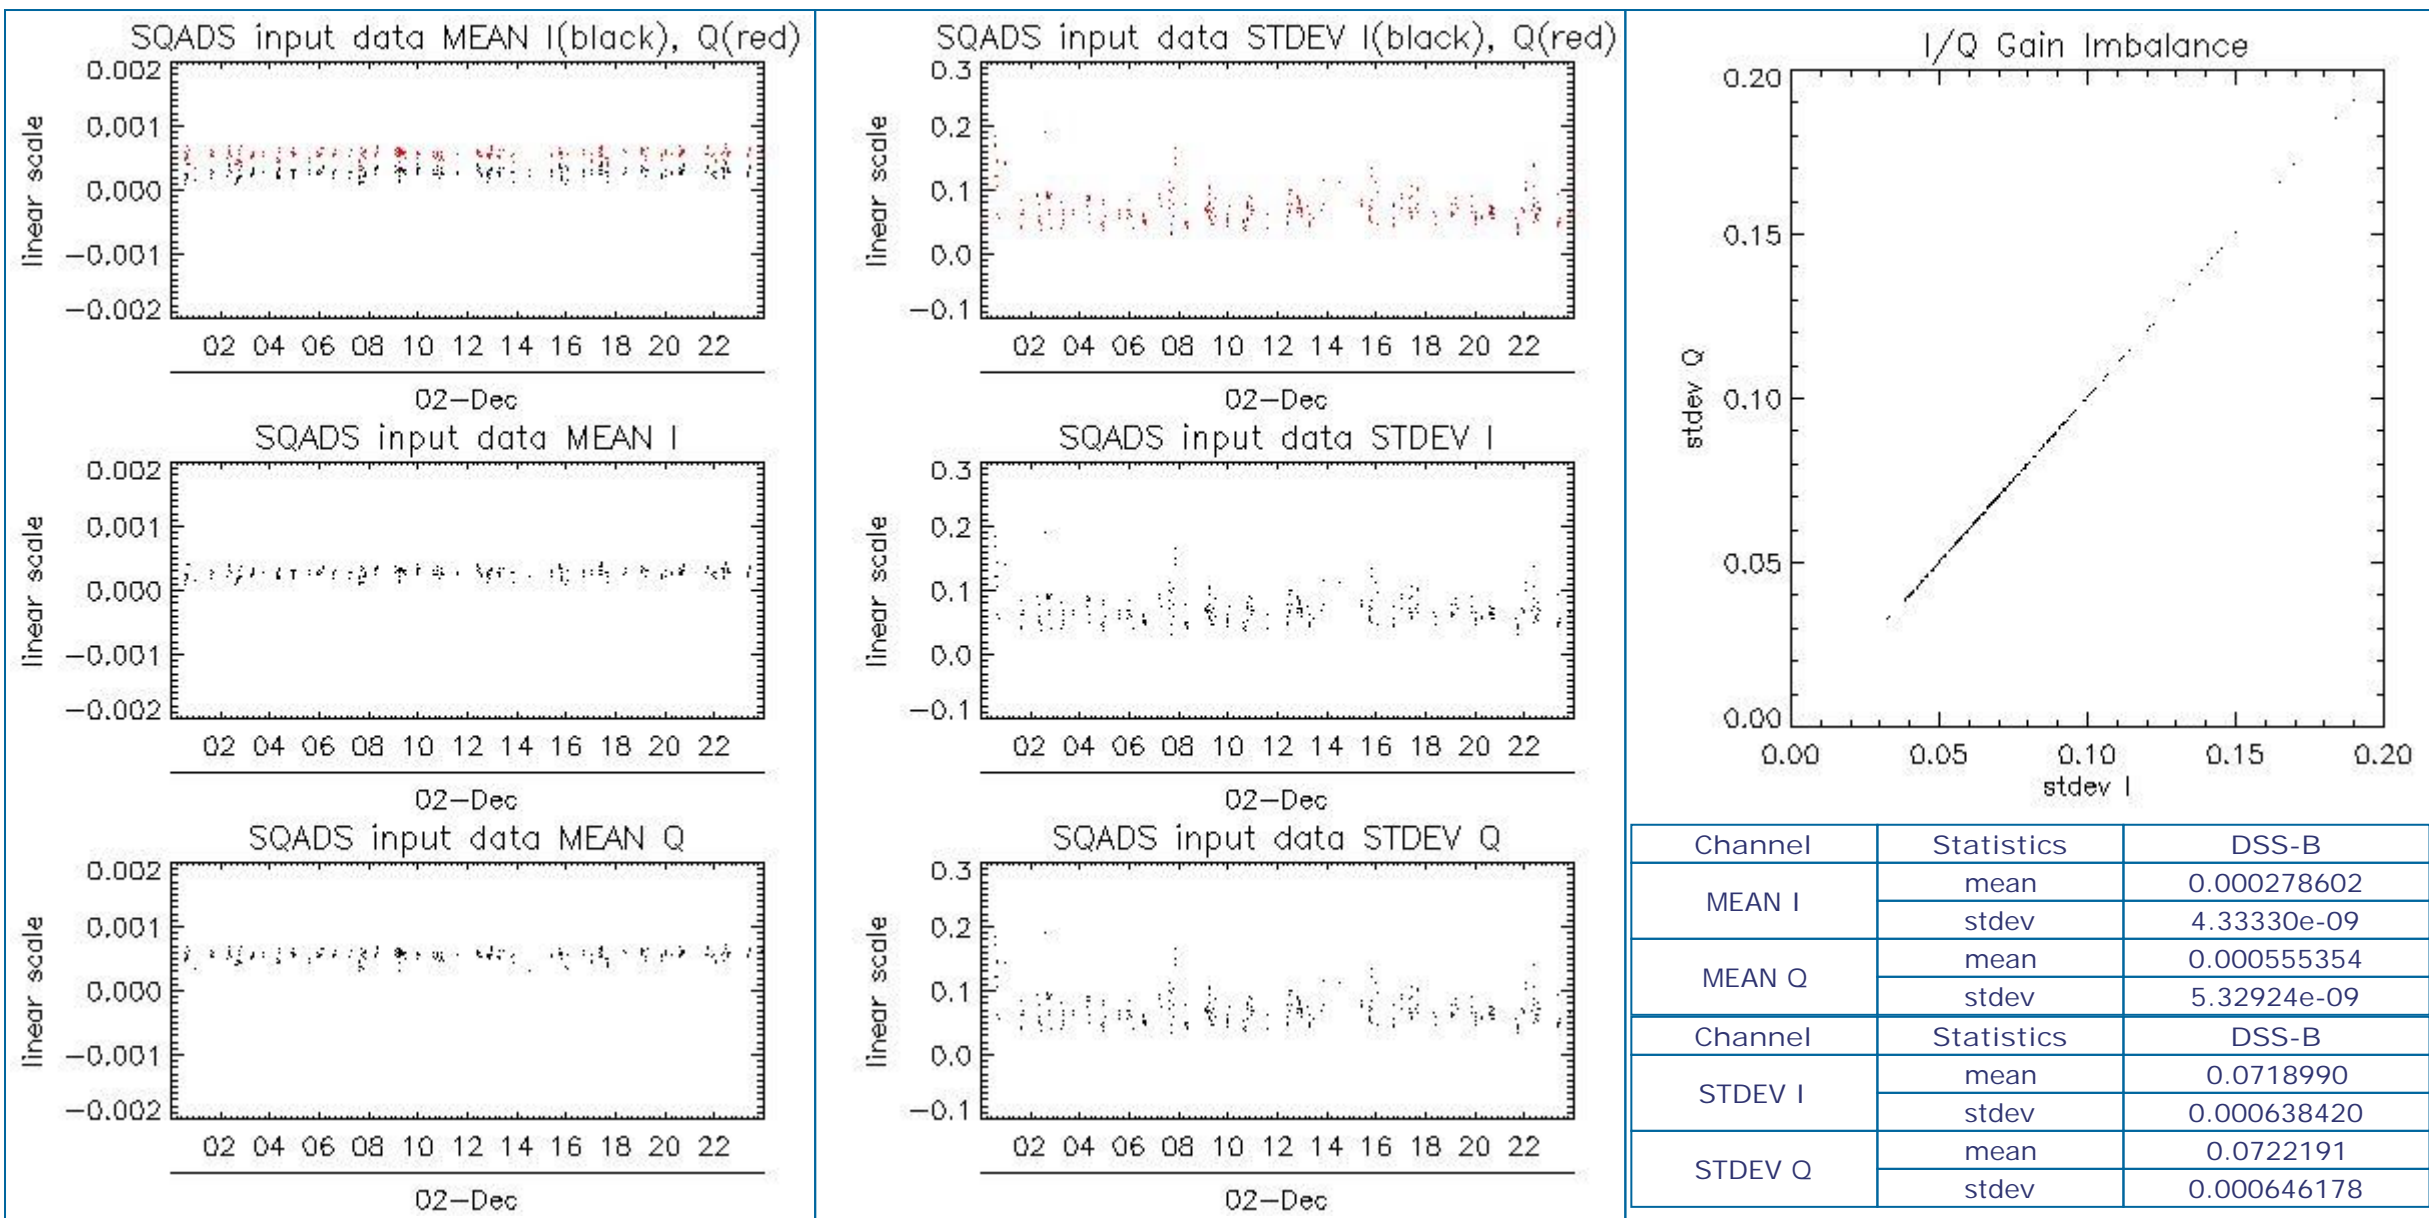 SQADS input data MEAN I(black), Q(red)
0.002
0.001
0.000
-0.001
-0.002
linear scale
02 04 06 08 10 12 14 16 18 20 22
02-Dec
SQADS input data MEAN I
0.002
0.001
0.000
-0.001
-0.002
linear scale
02 04 06 08 10 12 14 16 18 20 22
02-Dec
SQADS input data MEAN Q
0.002
0.001
0.000
-0.001
-0.002
linear scale
02 04 06 08 10 12 14 16 18 20 22
02-Dec
SQADS input data STDEV I(black), Q(red)
0.3
0.2
0.1
0.0
-0.1
linear scale
02 04 06 08 10 12 14 16 18 20 22
02-Dec
SQADS input data STDEV I
0.3
0.2
0.1
0.0
-0.1
linear scale
02 04 06 08 10 12 14 16 18 20 22
02-Dec
SQADS input data STDEV Q
0.3
0.2
0.1
0.0
-0.1
linear scale
02 04 06 08 10 12 14 16 18 20 22
02-Dec
I/Q Gain Imbalance
0.20
0.15
0.10
0.05
0.00
stdev Q
0.00 0.05 0.10 0.15 0.20
stdev I
Channel Statistics DSS-B
MEAN I mean 0.000278602
stdev 4.33330e-09
MEAN Q mean 0.000555354
stdev 5.32924e-09
Channel Statistics DSS-B
STDEV I mean 0.0718990
stdev 0.000638420
STDEV Q mean 0.0722191
stdev 0.000646178